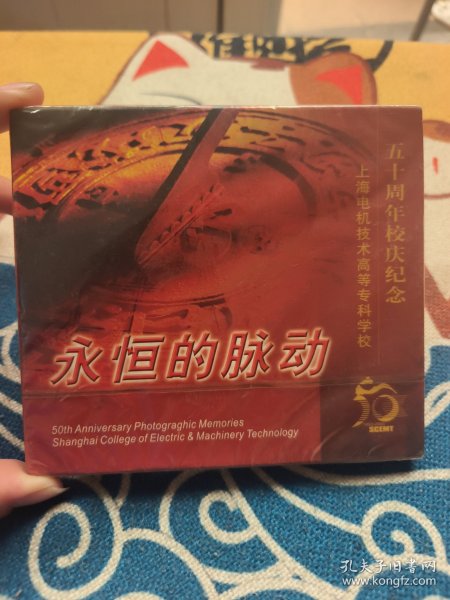 五十周年校庆纪念
上海电机技术高等专科学校
永恒的脉动
50th Anniversary Photograghic Memories
Shanghai College of Electric & Machinery Technology
50
SCEMT
孔夫子旧书网
www.kongfz.com